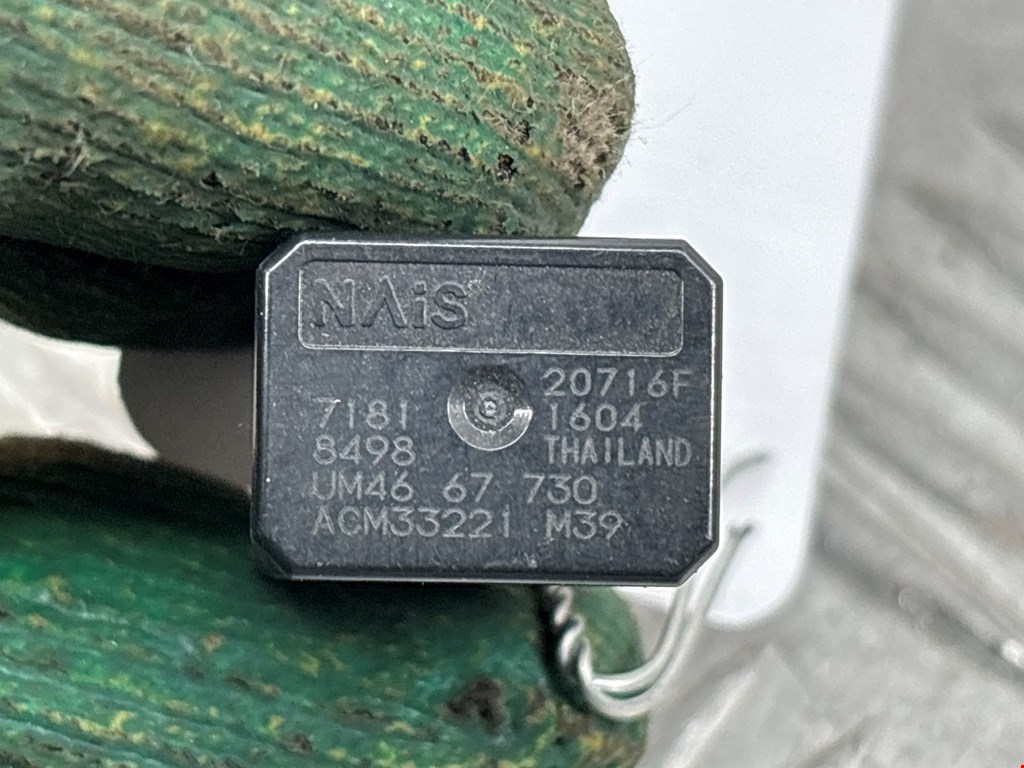 NAiS
20716F
7181 1604
8498 THAILAND
UM46 67 730
ACM33221 M39